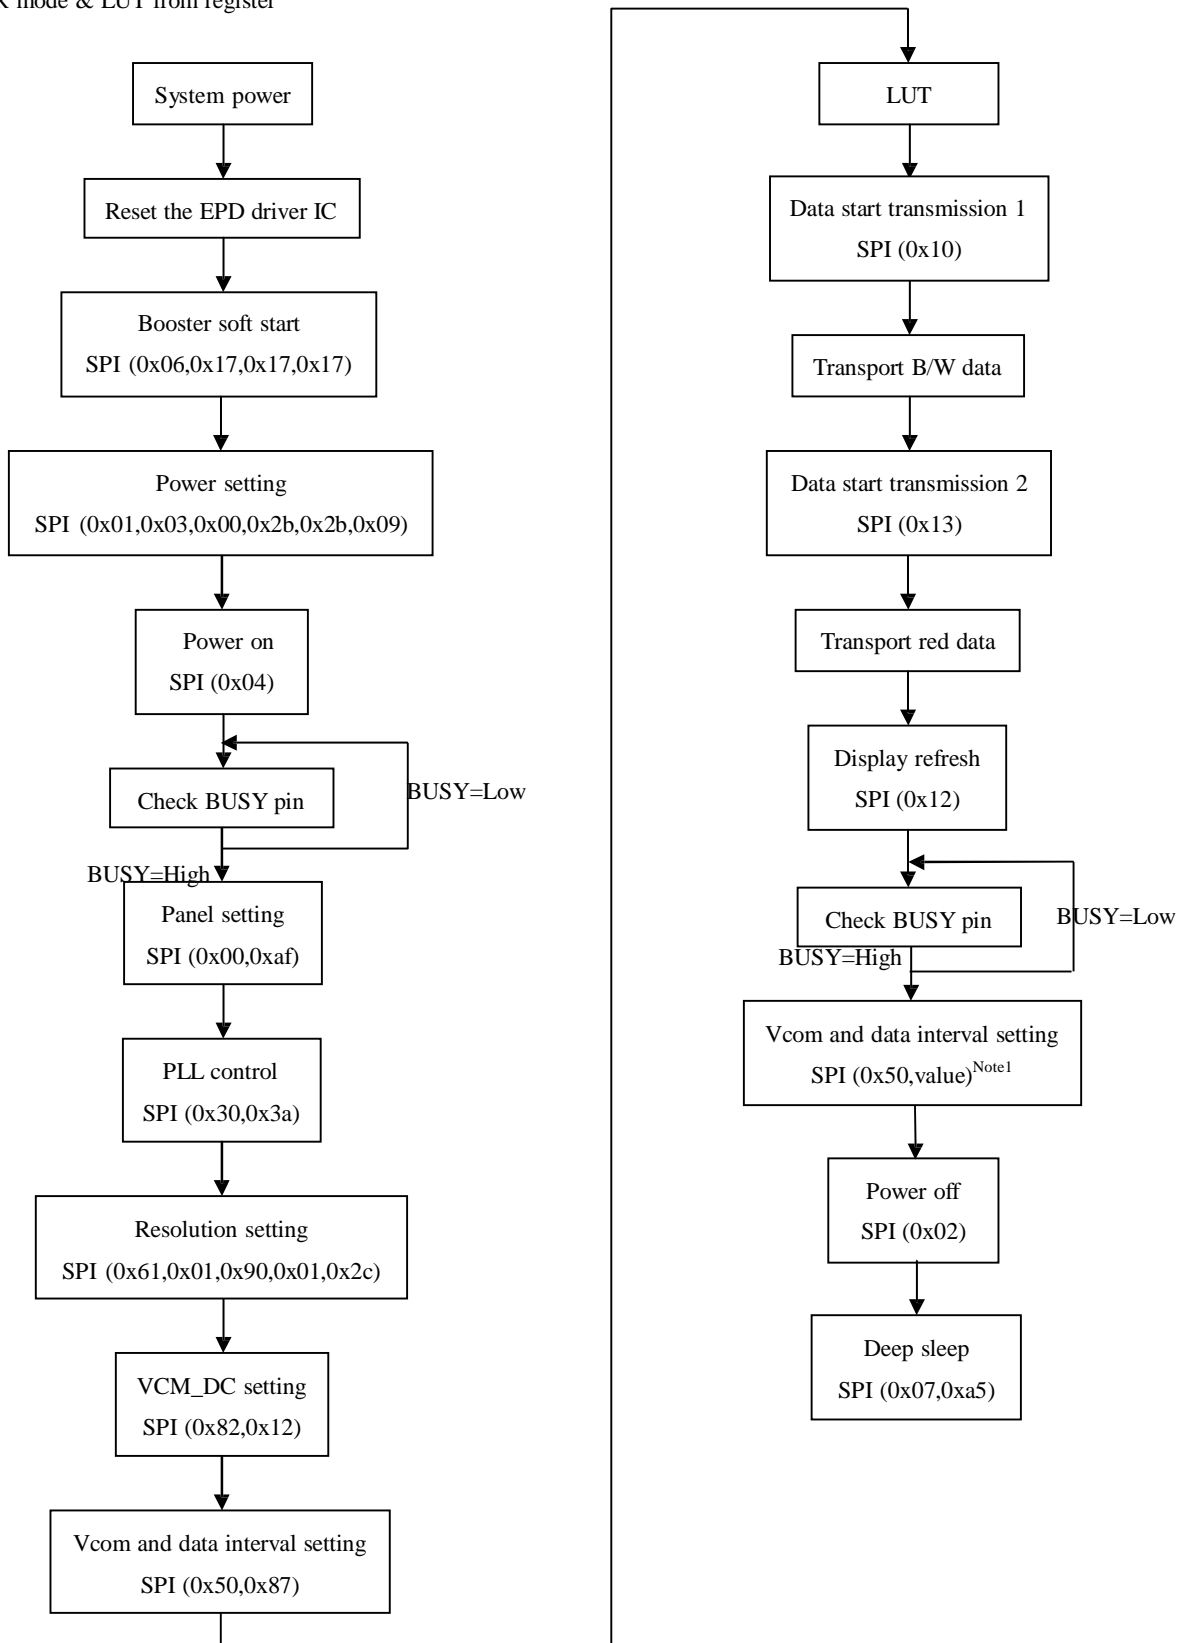 mode & LUT from register
System power
Reset the EPD driver IC
Booster soft start
SPI (0x06,0x17,0x17,0x17)
Power setting
SPI (0x01,0x03,0x00,0x2b,0x2b,0x09)
Power on
SPI (0x04)
Check BUSY pin
BUSY=Low
BUSY=High
Panel setting
SPI (0x00,0xaf)
PLL control
SPI (0x30,0x3a)
Resolution setting
SPI (0x61,0x01,0x90,0x01,0x2c)
VCM_DC setting
SPI (0x82,0x12)
Vcom and data interval setting
SPI (0x50,0x87)
LUT
Data start transmission 1
SPI (0x10)
Transport B/W data
Data start transmission 2
SPI (0x13)
Transport red data
Display refresh
SPI (0x12)
Check BUSY pin
BUSY=Low
BUSY=High
Vcom and data interval setting
SPI (0x50,value)Note1
Power off
SPI (0x02)
Deep sleep
SPI (0x07,0xa5)